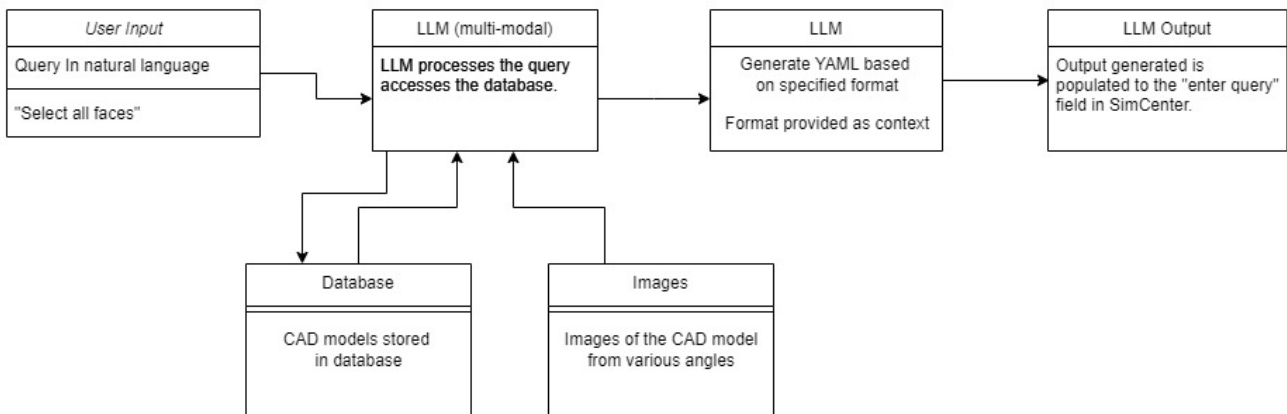 User Input
Query In natural language
"Select all faces"
LLM (multi-modal)
LLM processes the query
accesses the database.
LLM
Generate YAML based
on specified format
Format provided as context
LLM Output
Output generated is
populated to the "enter query"
field in SimCenter.
Database
CAD models stored
in database
Images
Images of the CAD model
from various angles